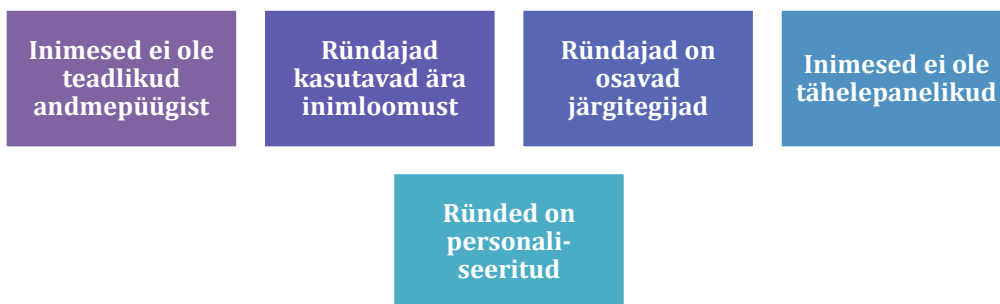 Inimesed ei ole
teadlikud
andmepüügist
Ründajad
kasutavad ära
inimloomust
Ründajad on
osavad
järgitegijad
Inimesed ei ole
tähelepanelikud
Ründed on
personali-
seeritud